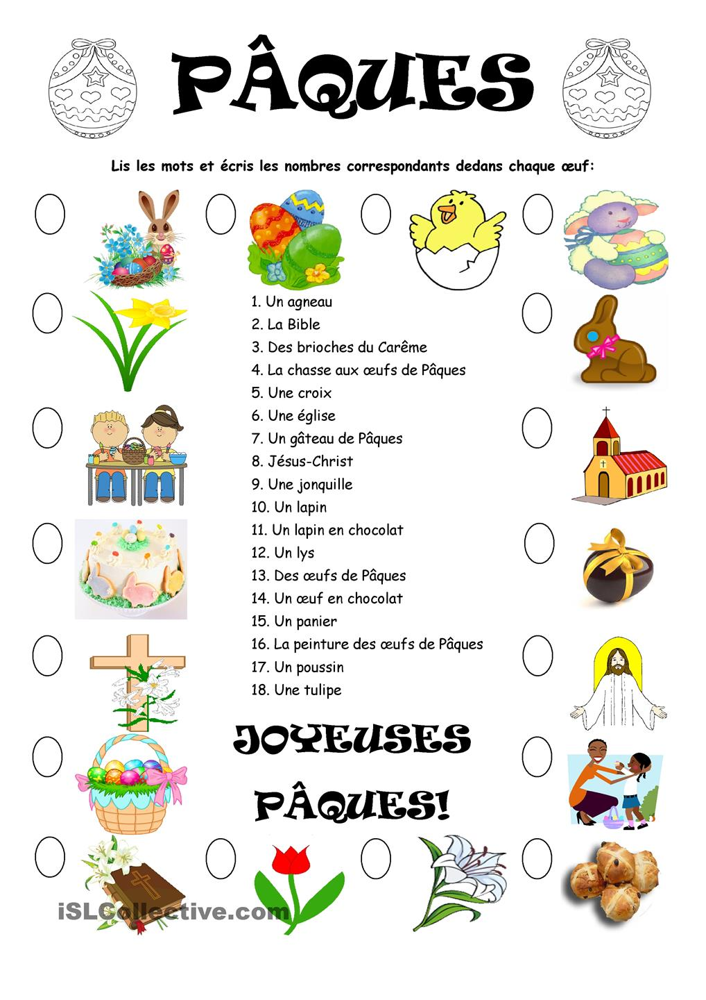 PÂQUES
Lis les mots et écris les nombres correspondants dedans chaque œuf:
1. Un agneau
2. La Bible
3. Des brioches du Carême
4. La chasse aux œufs de Pâques
5. Une croix
6. Une église
7. Un gâteau de Pâques
8. Jésus-Christ
9. Une jonquille
10. Un lapin
11. Un lapin en chocolat
12. Un lys
13. Des œufs de Pâques
14. Un œuf en chocolat
15. Un panier
16. La peinture des œufs de Pâques
17. Un poussin
18. Une tulipe
JOYEUSES
PÂQUES!
iSLCollective.com